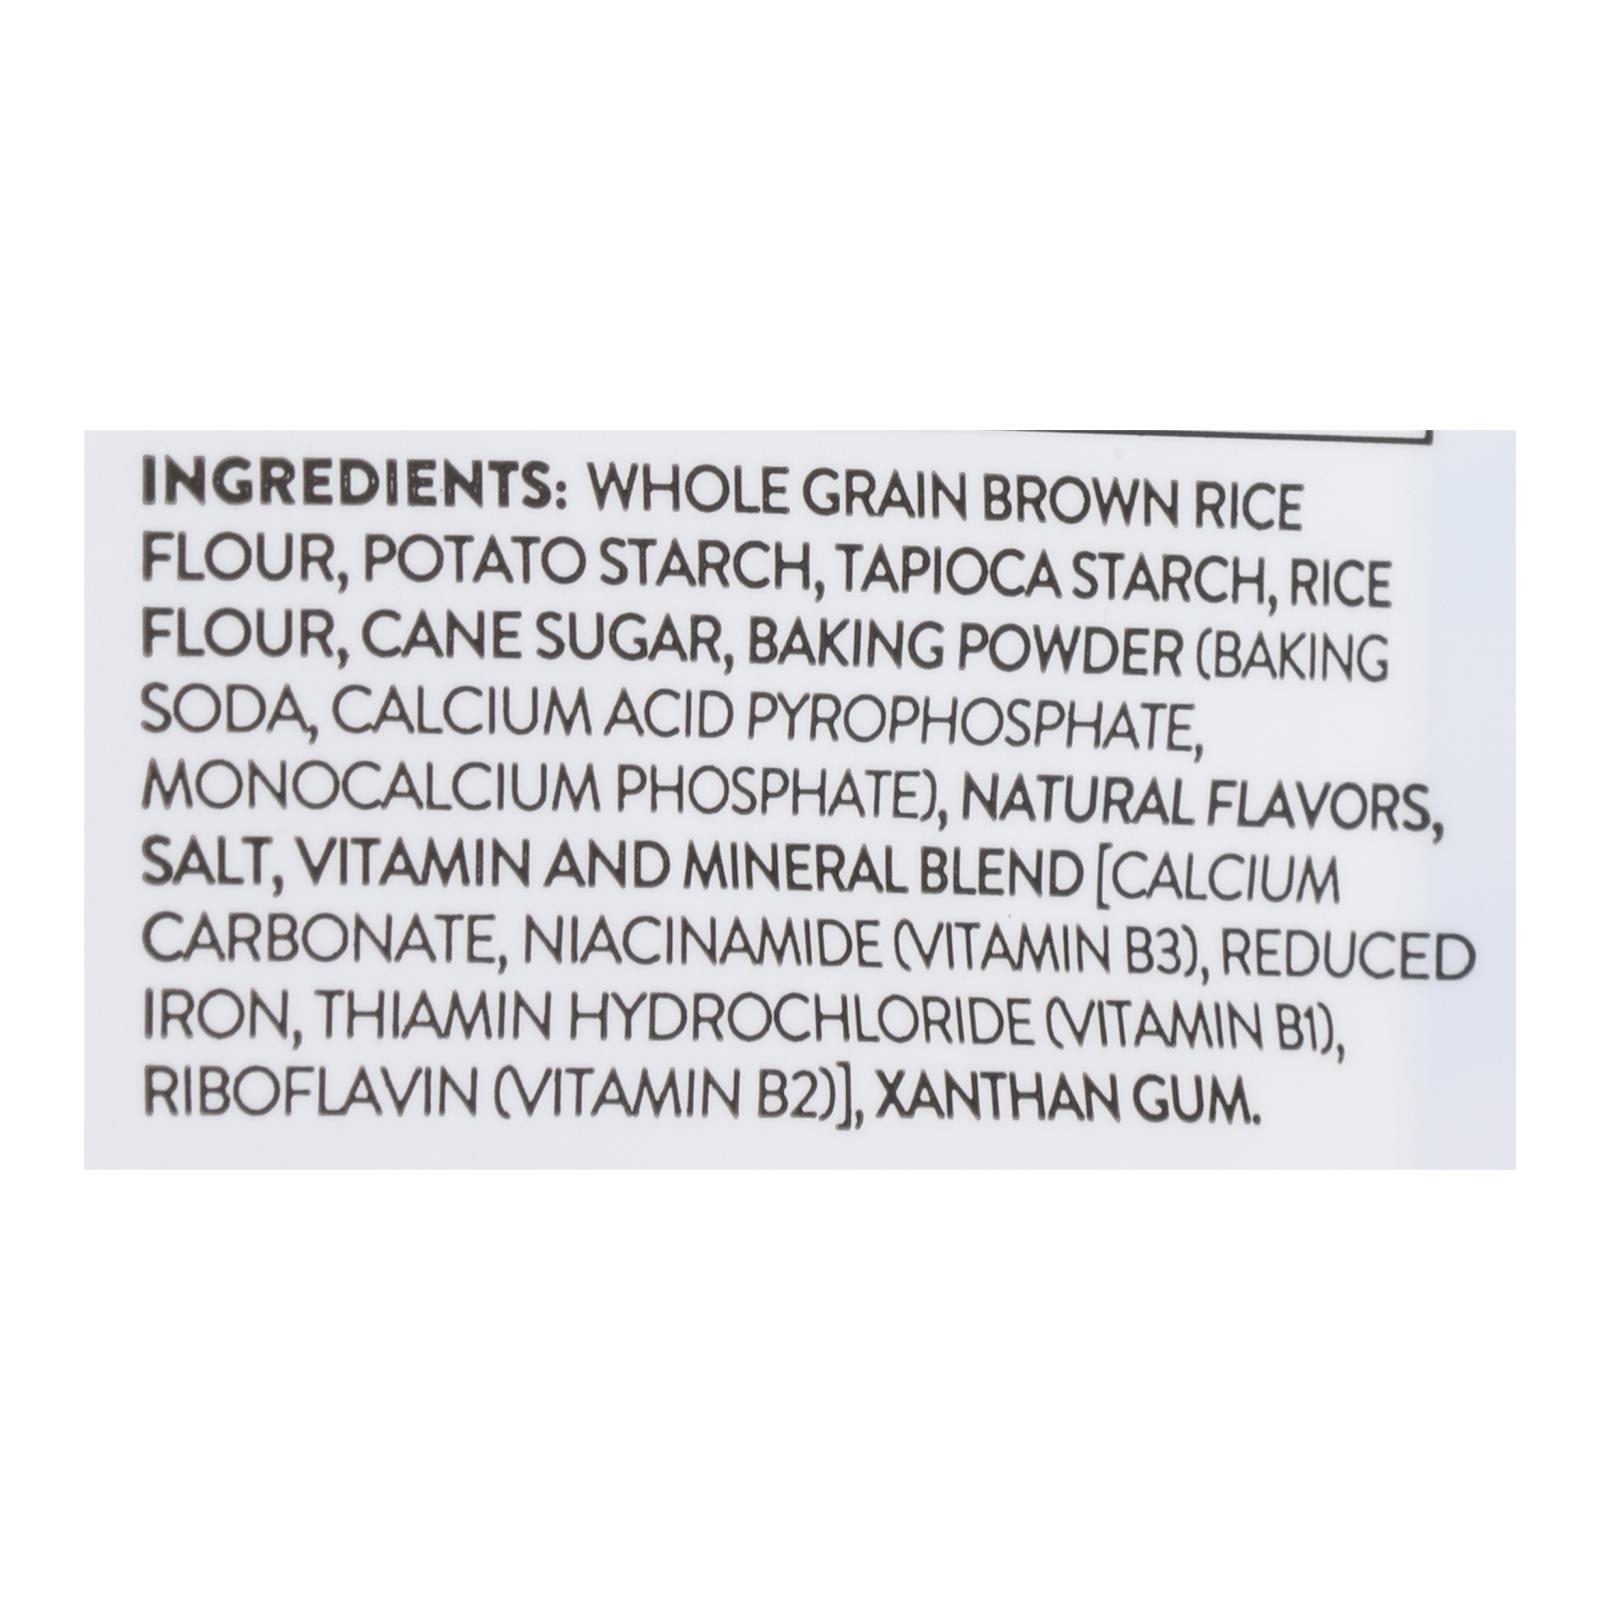 INGREDIENTS: WHOLE GRAIN BROWN RICE
FLOUR, POTATO STARCH, TAPIOCA STARCH, RICE
FLOUR, CANE SUGAR, BAKING POWDER (BAKING
SODA, CALCIUM ACID PYROPHOSPHATE,
MONOCALCIUM PHOSPHATE), NATURAL FLAVORS,
SALT, VITAMIN AND MINERAL BLEND [CALCIUM
CARBONATE, NIACINAMIDE (VITAMIN B3), REDUCED
IRON, THIAMIN HYDROCHLORIDE (VITAMIN B1),
RIBOFLAVIN (VITAMIN B2)], XANTHAN GUM.